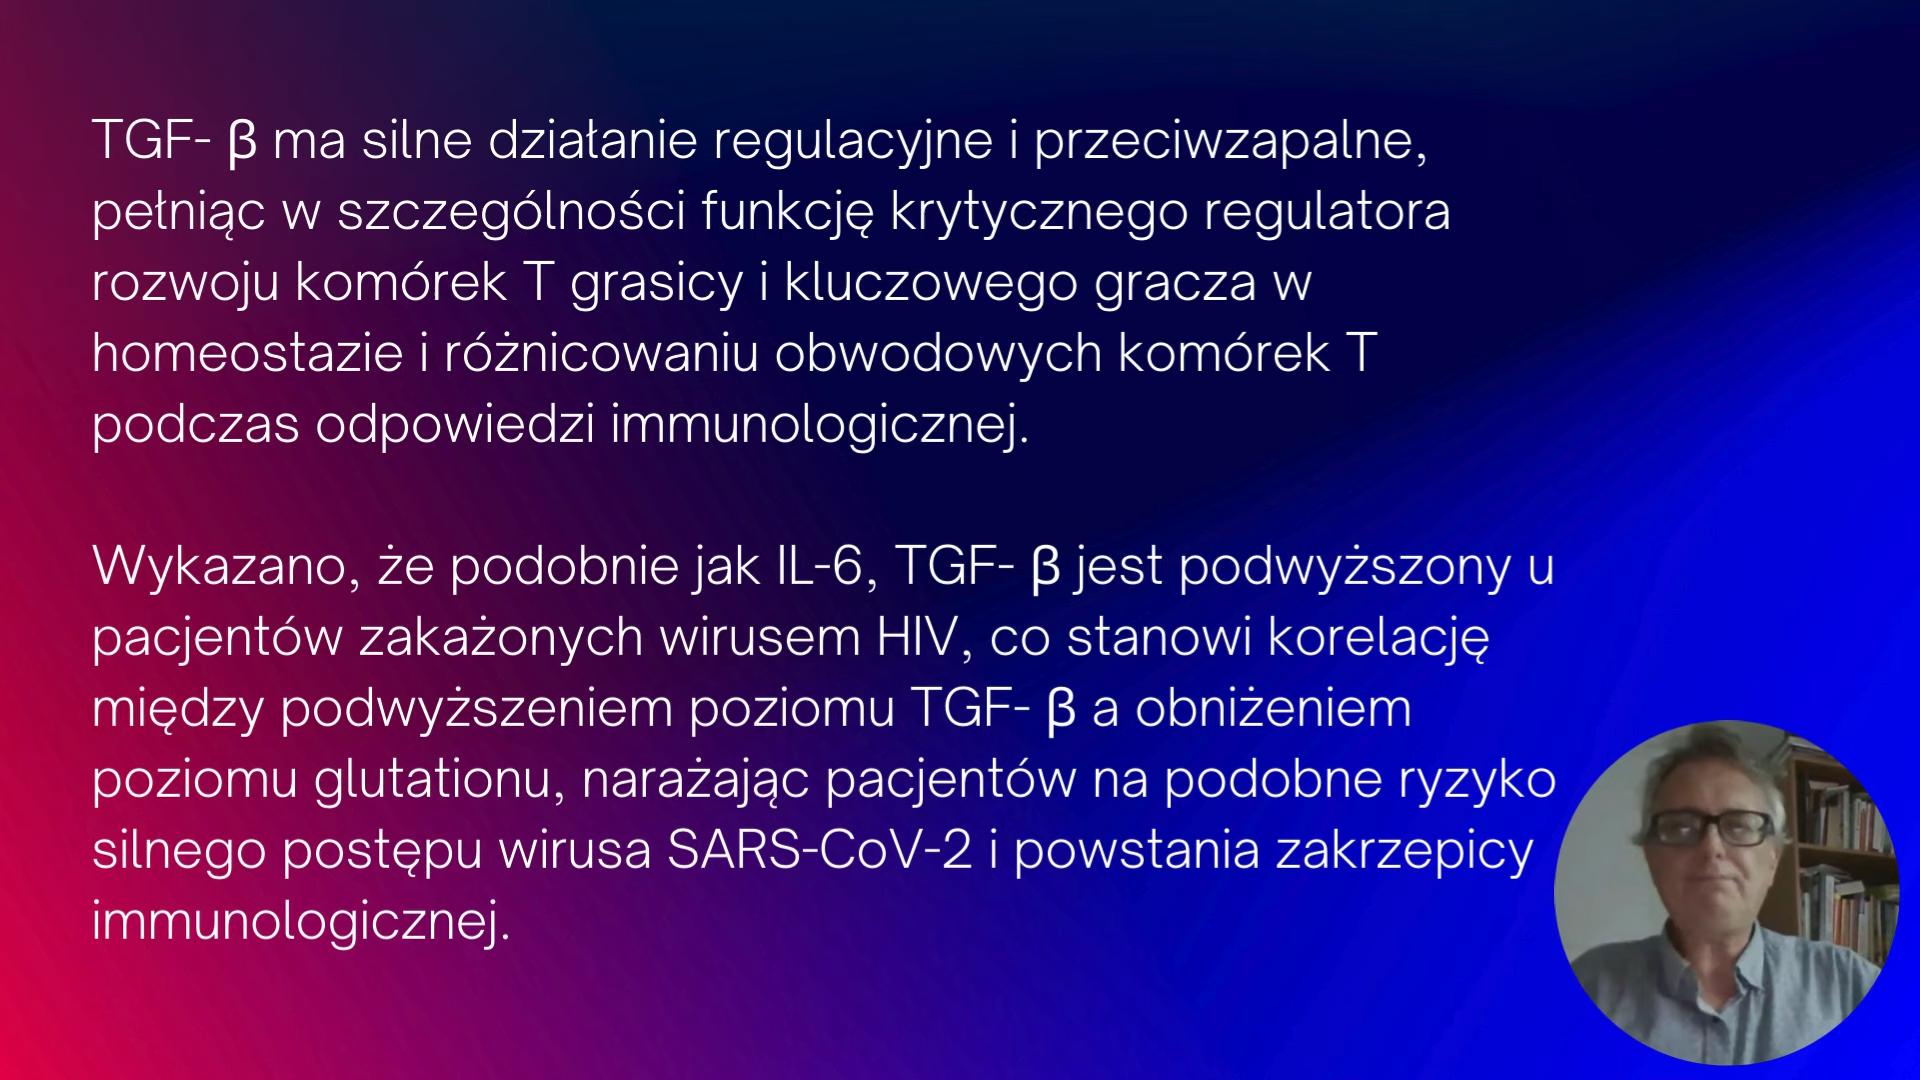 TGF- β ma silne działanie regulacyjne i przeciwzapalne,
pełniąc w szczególności funkcję krytycznego regulatora
rozwoju komórek T grasicy i kluczowego gracza w
homeostazie i różnicowaniu obwodowych komórek T
podczas odpowiedzi immunologicznej.
Wykazano, że podobnie jak IL-6, TGF- β jest podwyższony u
pacjentów zakażonych wirusem HIV, co stanowi korelację
między podwyższeniem poziomu TGF- β a obniżeniem
poziomu glutationu, narażając pacjentów na podobne ryzyko
silnego postępu wirusa SARS-CoV-2 i powstania zakrzepicy
immunologicznej.